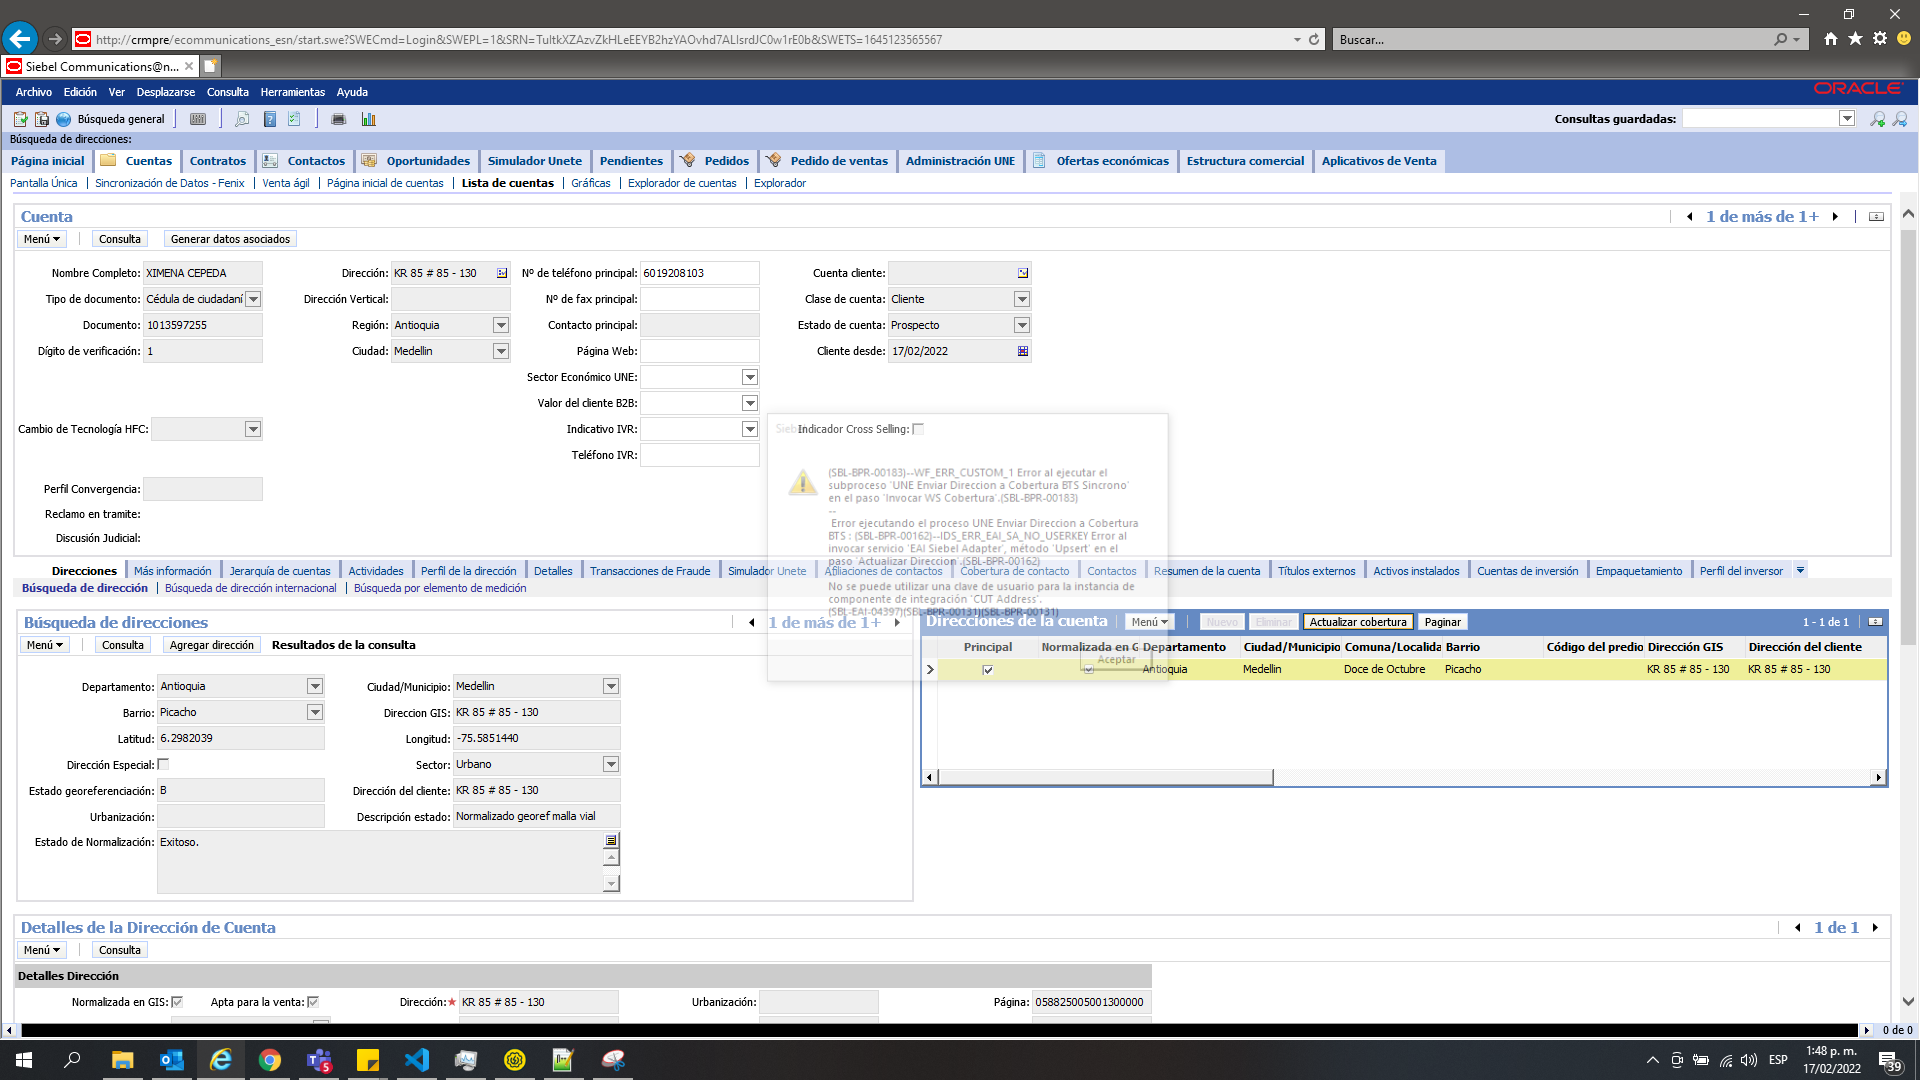 http://crmpre/ecommunications_esn/start.swe?SWECmd=Login&SWEPL=1&SRN=TultkXZAzvZkHLeEEYB2hzYAOvhd7ALlsrdJC0w1rE0b&SWETS=1645123565567
Buscar...
Siebel Communications@n...
Archivo Edición Ver Desplazarse Consulta Herramientas Ayuda
ORACLE
Búsqueda general
Consultas guardadas:
Búsqueda de direcciones:
Página inicial Cuentas Contratos Contactos Oportunidades Simulador Unete Pendientes Pedidos Pedido de ventas Administración UNE Ofertas económicas Estructura comercial Aplicativos de Venta
Pantalla Única Sincronización de Datos - Fenix Venta ágil Página inicial de cuentas Lista de cuentas Gráficas Explorador de cuentas Explorador
Cuenta
1 de más de 1+
Menú Consulta Generar datos asociados
Nombre Completo: XIMENA CEPEDA Dirección: KR 85 # 85 - 130 Nº de teléfono principal: 6019208103 Cuenta cliente:
Tipo de documento: Cédula de ciudadaní Dirección Vertical: Nº de fax principal: Clase de cuenta: Cliente
Documento: 1013597255 Región: Antioquia Contacto principal: Estado de cuenta: Prospecto
Dígito de verificación: 1 Ciudad: Medellin Página Web: Cliente desde: 17/02/2022
Sector Económico UNE:
Valor del cliente B2B:
Cambio de Tecnología HFC: Indicativo IVR: Indicador Cross Selling:
Teléfono IVR:
Perfil Convergencia:
Reclamo en tramite:
Discusión Judicial:
(SBL-BPR-00183)--WF_ERR_CUSTOM_1 Error al ejecutar el
subproceso 'UNE Enviar Direccion a Cobertura BTS Sincrono'
en el paso 'Invocar WS Cobertura'.(SBL-BPR-00183)
--
Error ejecutando el proceso UNE Enviar Direccion a Cobertura
BTS : (SBL-BPR-00162)--IDS_ERR_EAI_SA_NO_USERKEY Error al
invocar servicio 'EAI Siebel Adapter', método 'Upsert' en el
paso 'Actualizar Direccion'.(SBL-BPR-00162)
No se puede utilizar una clave de usuario para la instancia de
componente de integración 'CUT Address'.
(SBL-EAI-04397)(SBL-BPR-00131)(SBL-BPR-00131)
Aceptar
Direcciones Más información Jerarquía de cuentas Actividades Perfil de la dirección Detalles Transacciones de Fraude Simulador Unete Afiliaciones de contactos Cobertura de contacto Contactos Resumen de la cuenta Títulos externos Activos instalados Cuentas de inversión Empaquetamiento Perfil del inversor
Búsqueda de dirección Búsqueda de dirección internacional Búsqueda por elemento de medición
Búsqueda de direcciones
1 de más de 1+
Menú Consulta Agregar dirección Resultados de la consulta
Departamento: Antioquia Ciudad/Municipio: Medellin
Barrio: Picacho Direccion GIS: KR 85 # 85 - 130
Latitud: 6.2982039 Longitud: -75.5851440
Dirección Especial: Sector: Urbano
Estado georeferenciación: B Dirección del cliente: KR 85 # 85 - 130
Urbanización: Descripción estado: Normalizado georef malla vial
Estado de Normalización: Exitoso.
Direcciones de la cuenta Menú Nuevo Eliminar Actualizar cobertura Paginar 1 - 1 de 1
Principal Normalizada en G Departamento Ciudad/Municipio Comuna/Localida Barrio Código del predio Dirección GIS Dirección del cliente
Antioquia Medellin Doce de Octubre Picacho KR 85 # 85 - 130 KR 85 # 85 - 130
Detalles de la Dirección de Cuenta
1 de 1
Menú Consulta
Detalles Dirección
Normalizada en GIS: Apta para la venta: Dirección:★ KR 85 # 85 - 130 Urbanización: Página: 058825005001300000
0 de 0
5
ESP
1:48 p. m.
17/02/2022
39